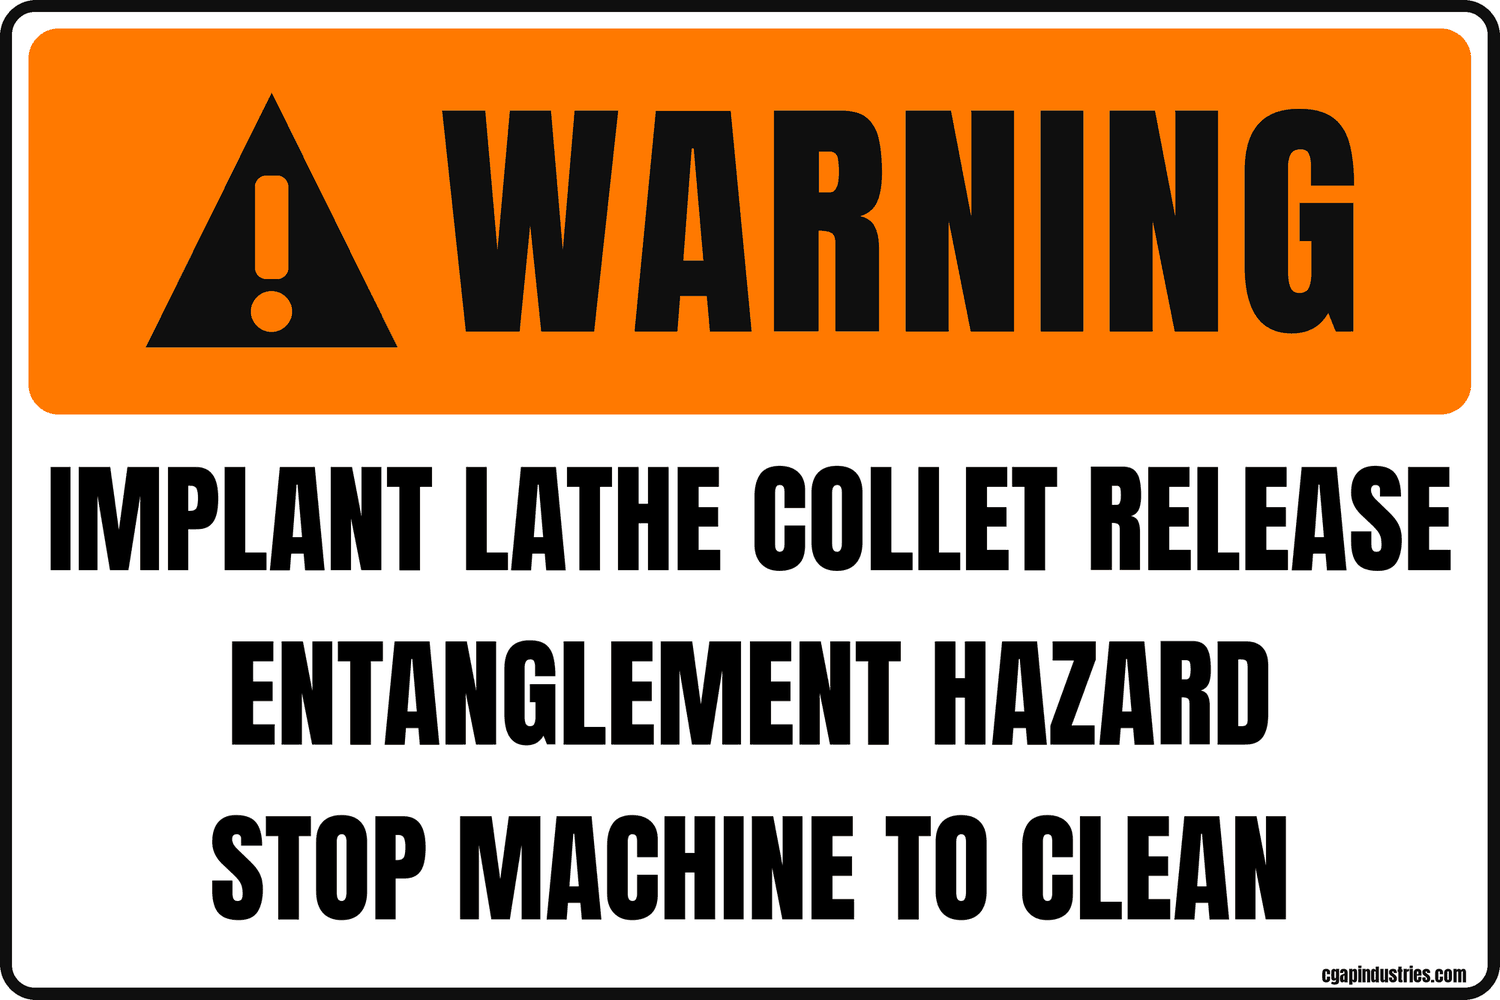 WARNING
IMPLANT LATHE COLLET RELEASE
ENTANGLEMENT HAZARD
STOP MACHINE TO CLEAN
cgapindustries.com